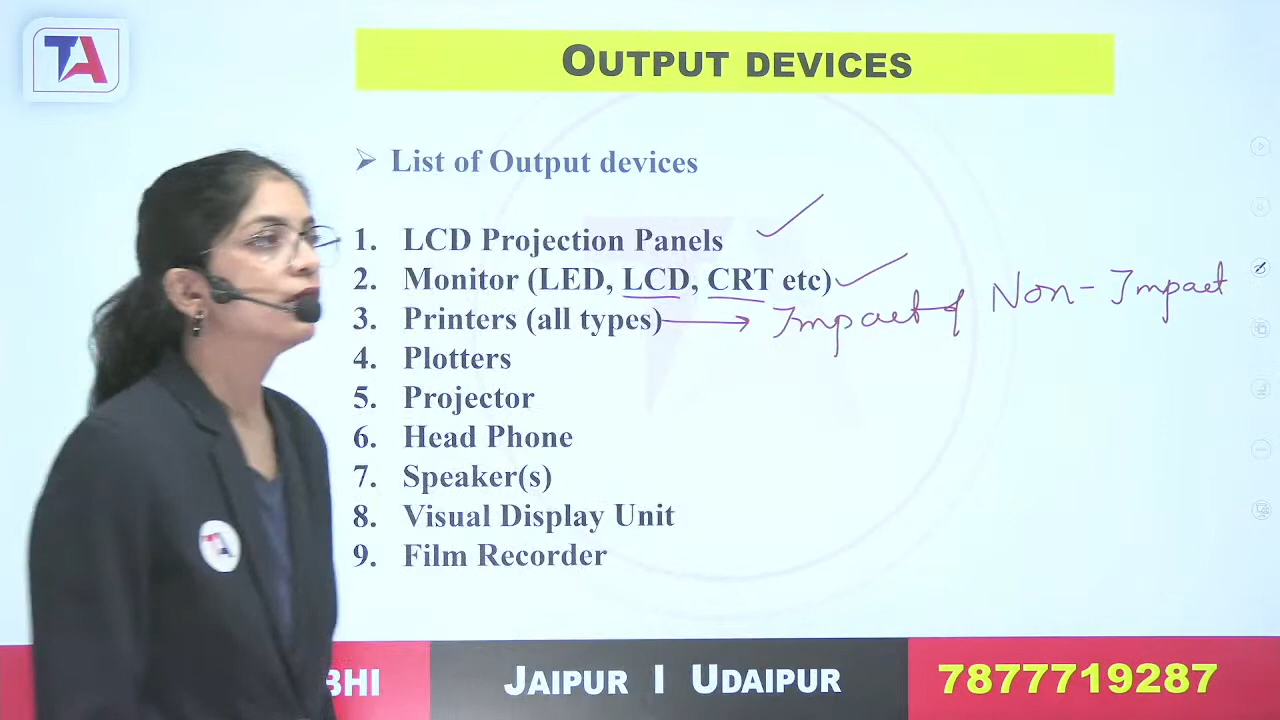 TA
OUTPUT DEVICES
➢ List of Output devices
1. LCD Projection Panels
2. Monitor (LED, LCD, CRT etc)
3. Printers (all types) → Impact & Non-Impact
4. Plotters
5. Projector
6. Head Phone
7. Speaker(s)
8. Visual Display Unit
9. Film Recorder
TA
BHI JAIPUR I UDAIPUR 7877719287